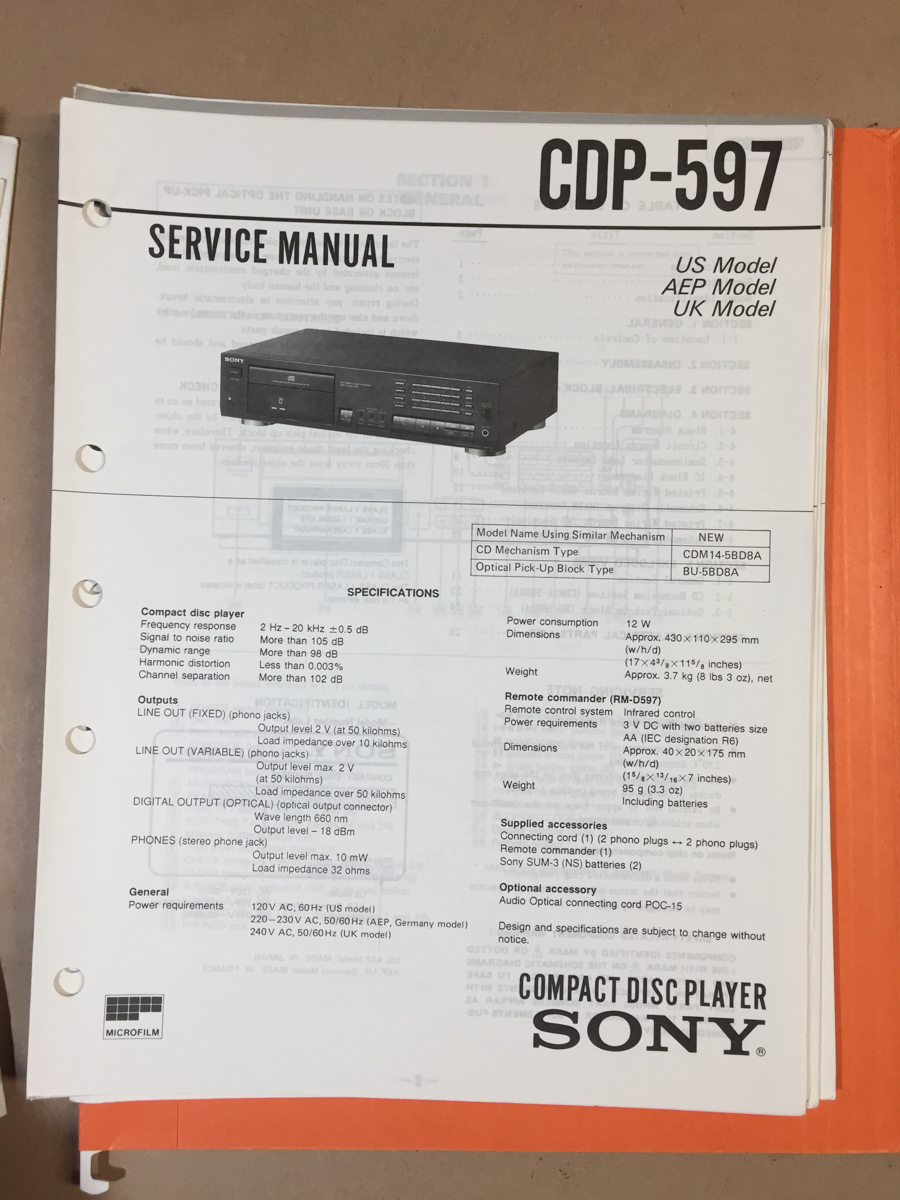 CDP-597
SERVICE MANUAL
US Model
AEP Model
UK Model
SONY
Model Name Using Similar Mechanism NEW
CD Mechanism Type CDM14-5BD8A
Optical Pick-Up Block Type BU-5BD8A
SPECIFICATIONS
Compact disc player
Frequency response 2 Hz – 20 kHz ±0.5 dB
Signal to noise ratio More than 105 dB
Dynamic range More than 98 dB
Harmonic distortion Less than 0.003%
Channel separation More than 102 dB
Outputs
LINE OUT (FIXED) (phono jacks)
Output level 2 V (at 50 kilohms)
Load impedance over 10 kilohms
LINE OUT (VARIABLE) (phono jacks)
Output level max. 2 V
(at 50 kilohms)
Load impedance over 50 kilohms
DIGITAL OUTPUT (OPTICAL) (optical output connector)
Wave length 660 nm
Output level – 18 dBm
PHONES (stereo phone jack)
Output level max. 10 mW
Load impedance 32 ohms
General
Power requirements 120 V AC, 60 Hz (US model)
220–230 V AC, 50/60 Hz (AEP, Germany model)
240 V AC, 50/60 Hz (UK model)
Power consumption 12 W
Dimensions Approx. 430×110×295 mm
(w/h/d)
(17×4³/₈×11⁵/₈ inches)
Weight Approx. 3.7 kg (8 lbs 3 oz), net
Remote commander (RM-D597)
Remote control system Infrared control
Power requirements 3 V DC with two batteries size
AA (IEC designation R6)
Dimensions Approx. 40×20×175 mm
(w/h/d)
(1⁵/₈×¹³/₁₆×7 inches)
Weight 95 g (3.3 oz)
Including batteries
Supplied accessories
Connecting cord (1) (2 phono plugs ↔ 2 phono plugs)
Remote commander (1)
Sony SUM-3 (NS) batteries (2)
Optional accessory
Audio Optical connecting cord POC-15
Design and specifications are subject to change without
notice.
MICROFILM
COMPACT DISC PLAYER
SONY®